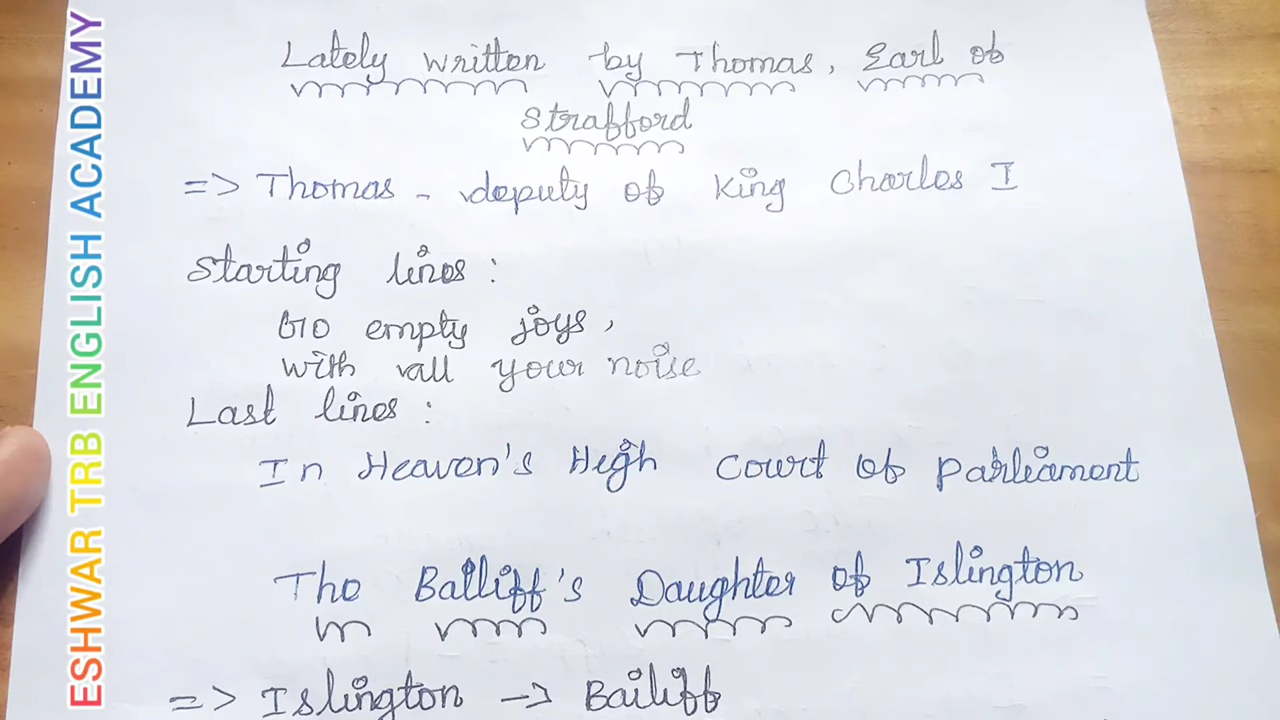 ESHWAR TRB ENGLISH ACADEMY
Lately written by Thomas, Earl of
Strafford
=> Thomas - deputy of King Charles I
Starting lines :
Go empty joys,
with all your noise
Last lines :
In Heaven's High Court of Parliament
The Bailiff's Daughter of Islington
=> Islington -> Bailiff